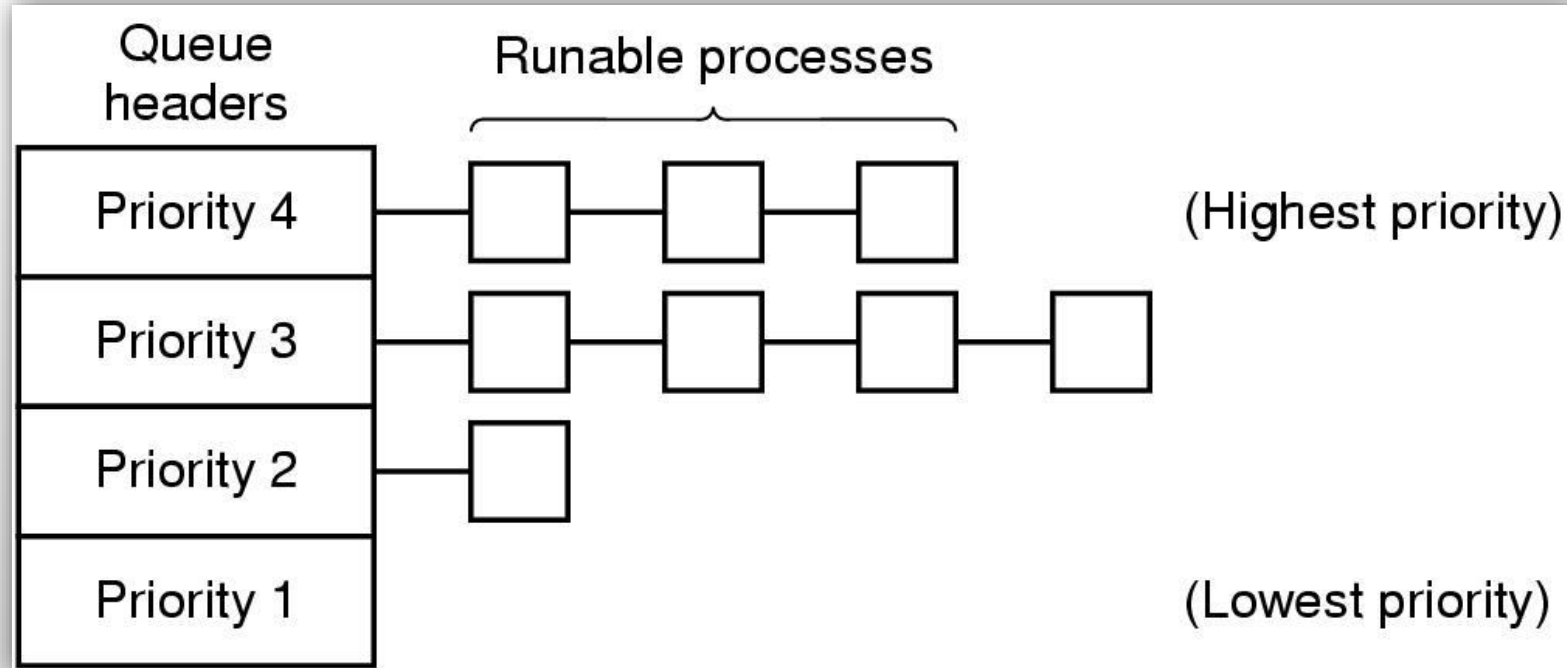 Queue
headers
Runable processes
Priority 4
(Highest priority)
Priority 3
Priority 2
Priority 1
(Lowest priority)